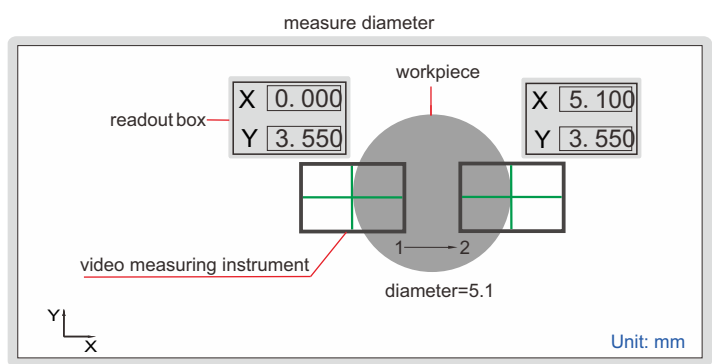 measure diameter
workpiece
X 0. 000
Y 3. 550
X 5. 100
Y 3. 550
readout box
1 2
video measuring instrument
diameter=5.1
Y
X
Unit: mm